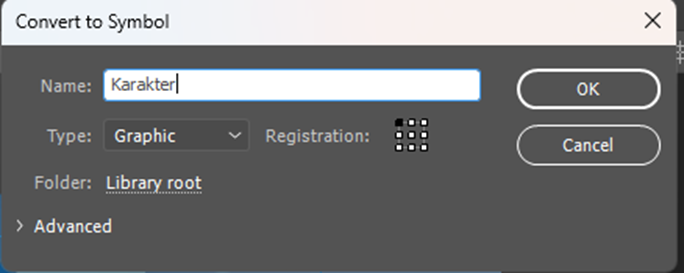 Convert to Symbol
Name: Karakter
OK
Type: Graphic Registration:
Cancel
Folder: Library root
Advanced